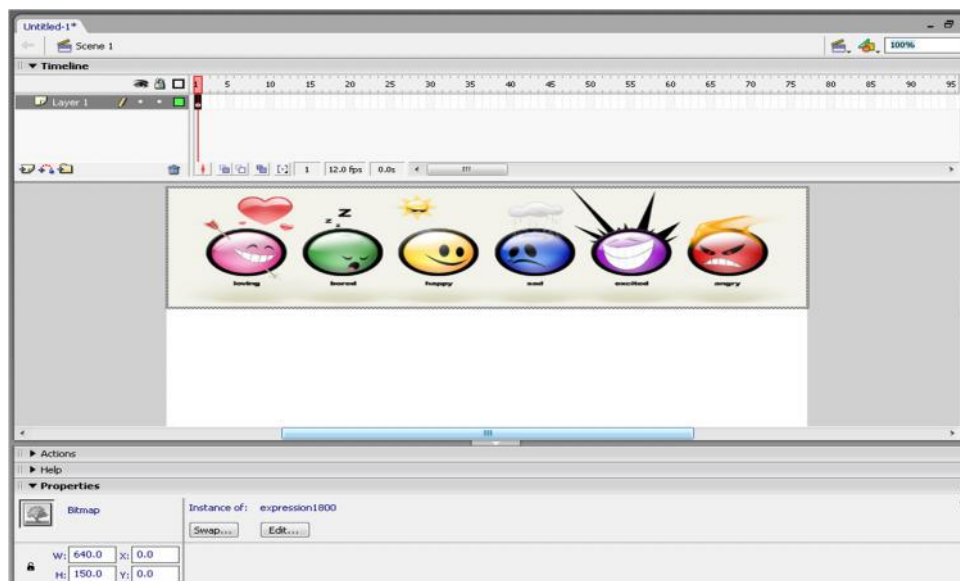 Untitled-1*
Scene 1
100%
Timeline
1 5 10 15 20 25 30 35 40 45 50 55 60 65 70 75 80 85 90 95
Layer 1
1 12.0 fps 0.0s
Z
z
z
loving bored happy sad excited angry
Actions
Help
Properties
Bitmap Instance of: expression1800
Swap... Edit...
W: 640.0 X: 0.0
H: 150.0 Y: 0.0